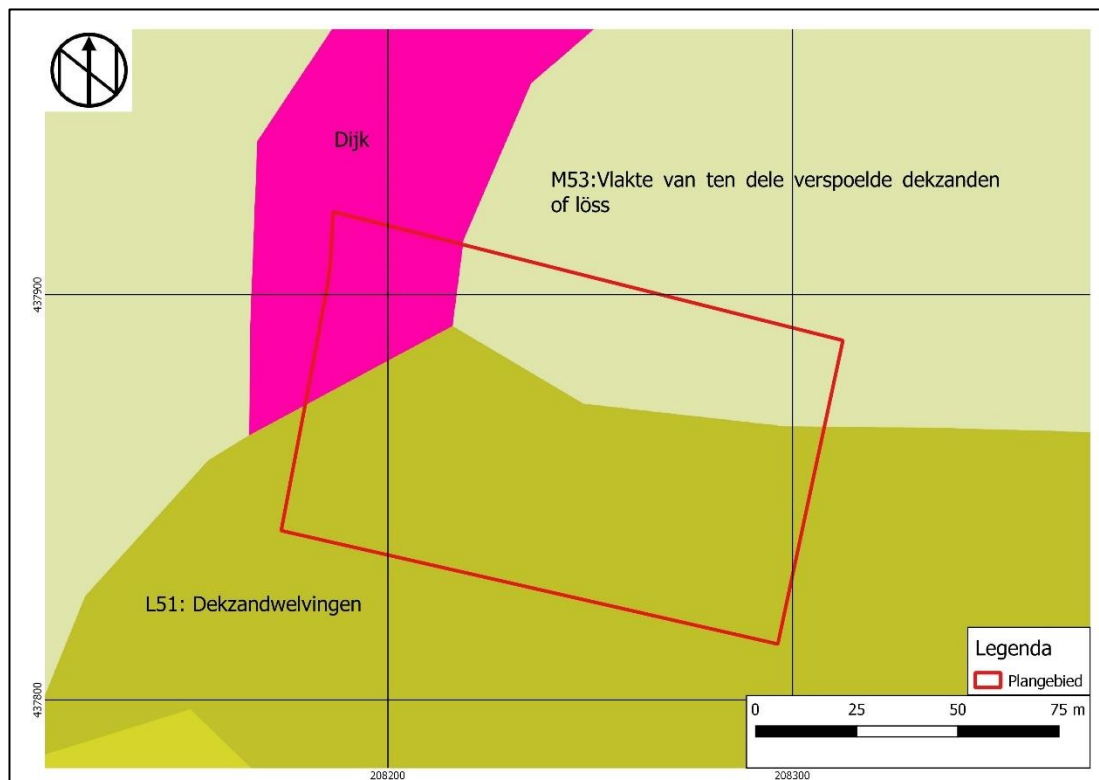 Dijk
M53:Vlakte van ten dele verspoelde dekzanden
of löss
437900
L51: Dekzandwelvingen
Legenda
Plangebied
437800
0 25 50 75 m
208200 208300